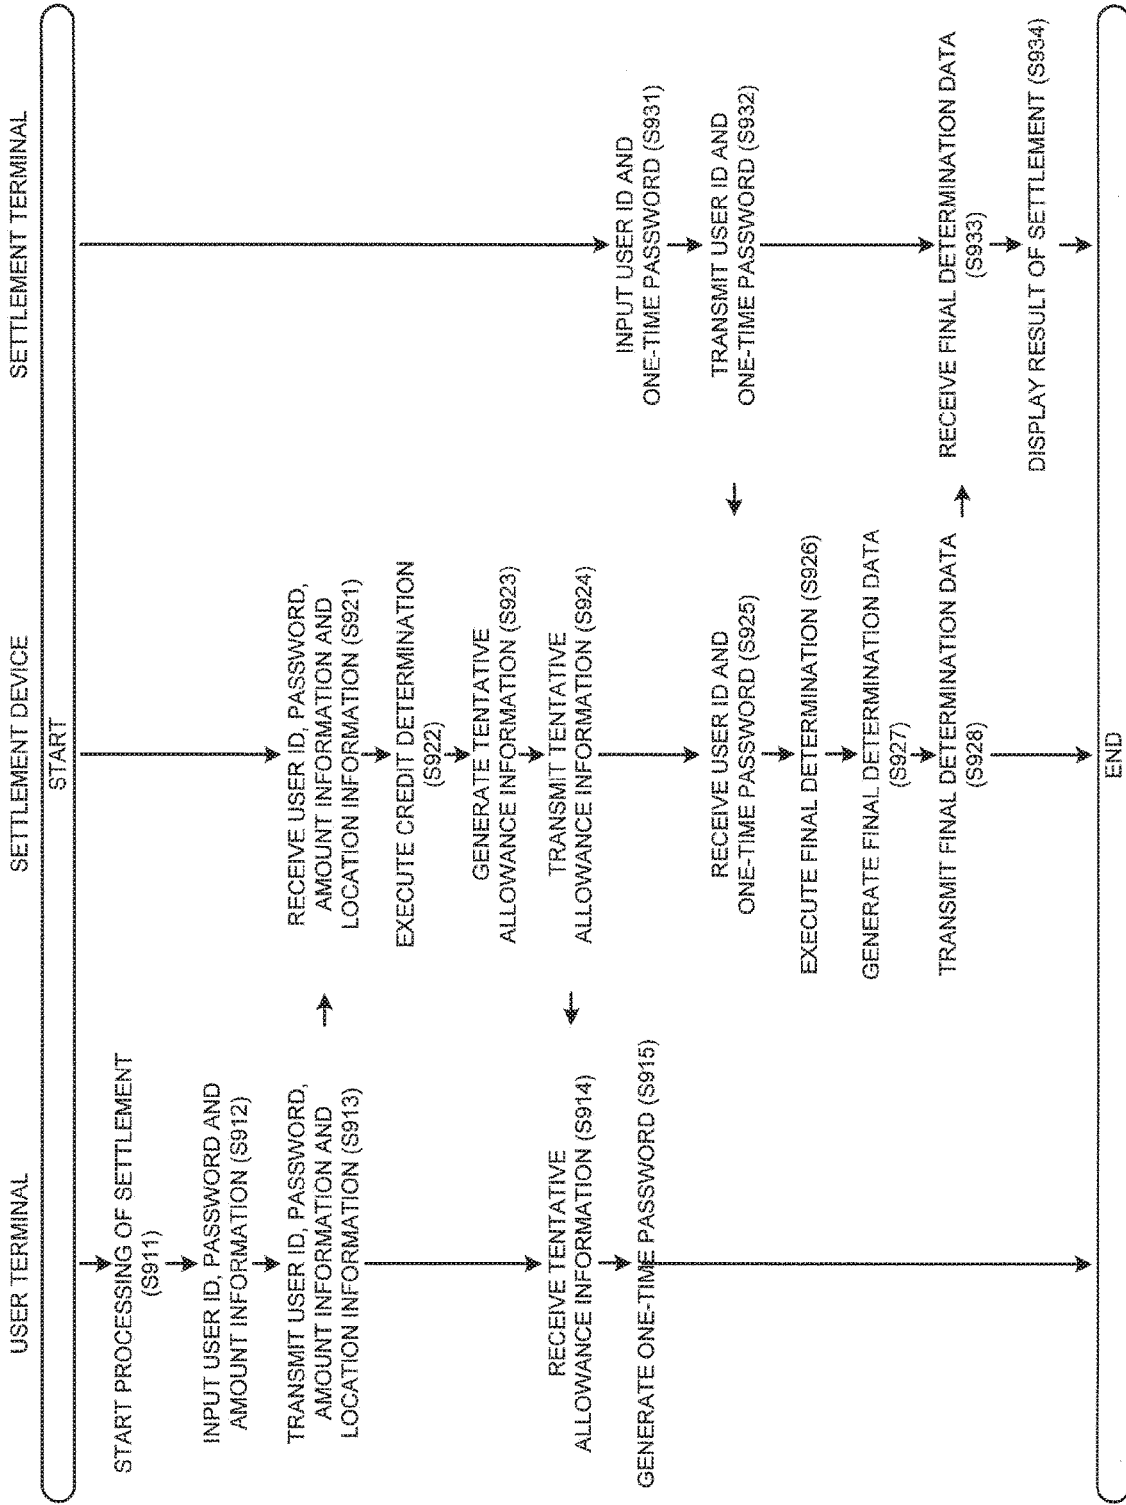 USER TERMINAL
SETTLEMENT DEVICE
SETTLEMENT TERMINAL
START
START PROCESSING OF SETTLEMENT
(S911)
INPUT USER ID, PASSWORD AND
AMOUNT INFORMATION (S912)
TRANSMIT USER ID, PASSWORD,
AMOUNT INFORMATION AND
LOCATION INFORMATION (S913)
RECEIVE TENTATIVE
ALLOWANCE INFORMATION (S914)
GENERATE ONE-TIME PASSWORD (S915)
RECEIVE USER ID, PASSWORD,
AMOUNT INFORMATION AND
LOCATION INFORMATION (S921)
EXECUTE CREDIT DETERMINATION
(S922)
GENERATE TENTATIVE
ALLOWANCE INFORMATION (S923)
TRANSMIT TENTATIVE
ALLOWANCE INFORMATION (S924)
RECEIVE USER ID AND
ONE-TIME PASSWORD (S925)
EXECUTE FINAL DETERMINATION (S926)
GENERATE FINAL DETERMINATION DATA
(S927)
TRANSMIT FINAL DETERMINATION DATA
(S928)
INPUT USER ID AND
ONE-TIME PASSWORD (S931)
TRANSMIT USER ID AND
ONE-TIME PASSWORD (S932)
RECEIVE FINAL DETERMINATION DATA
(S933)
DISPLAY RESULT OF SETTLEMENT (S934)
END